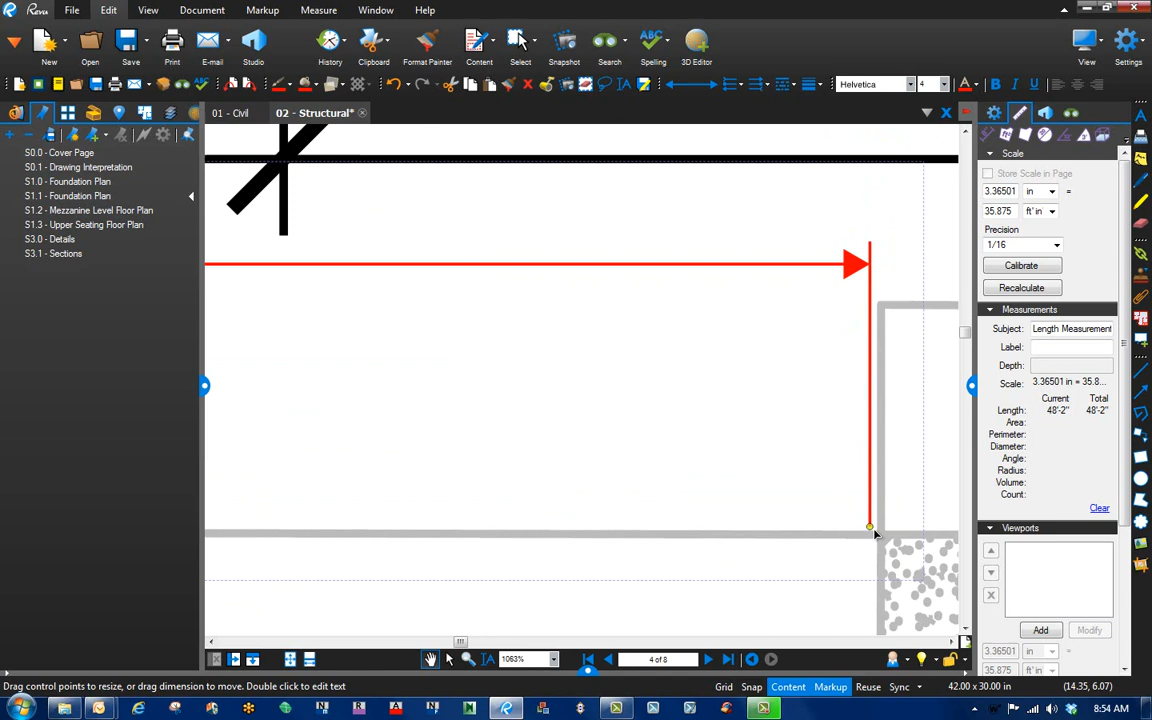 Revu File Edit View Document Markup Measure Window Help
New Open Save Print E-mail Studio History Clipboard Format Painter Content Select Snapshot Search Spelling 3D Editor View Settings
Helvetica 4 A B I U
01 - Civil 02 - Structural*
S0.0 - Cover Page
S0.1 - Drawing Interpretation
S1.0 - Foundation Plan
S1.1 - Foundation Plan
S1.2 - Mezzanine Level Floor Plan
S1.3 - Upper Seating Floor Plan
S3.0 - Details
S3.1 - Sections
Scale
Store Scale in Page
3.36501 in =
35.875 ft'in
Precision
1/16
Calibrate
Recalculate
Measurements
Subject: Length Measurement
Label:
Depth:
Scale: 3.36501 in = 35.8...
Current Total
Length: 48'-2" 48'-2"
Area:
Perimeter:
Diameter:
Angle:
Radius:
Volume:
Count:
Clear
Viewports
Add Modify
3.36501 in =
35.875 ft'in
1063% 4 of 8
Drag control points to resize, or drag dimension to move. Double click to edit text
Grid Snap Content Markup Reuse Sync 42.00 x 30.00 in (14.35, 6.07)
8:54 AM